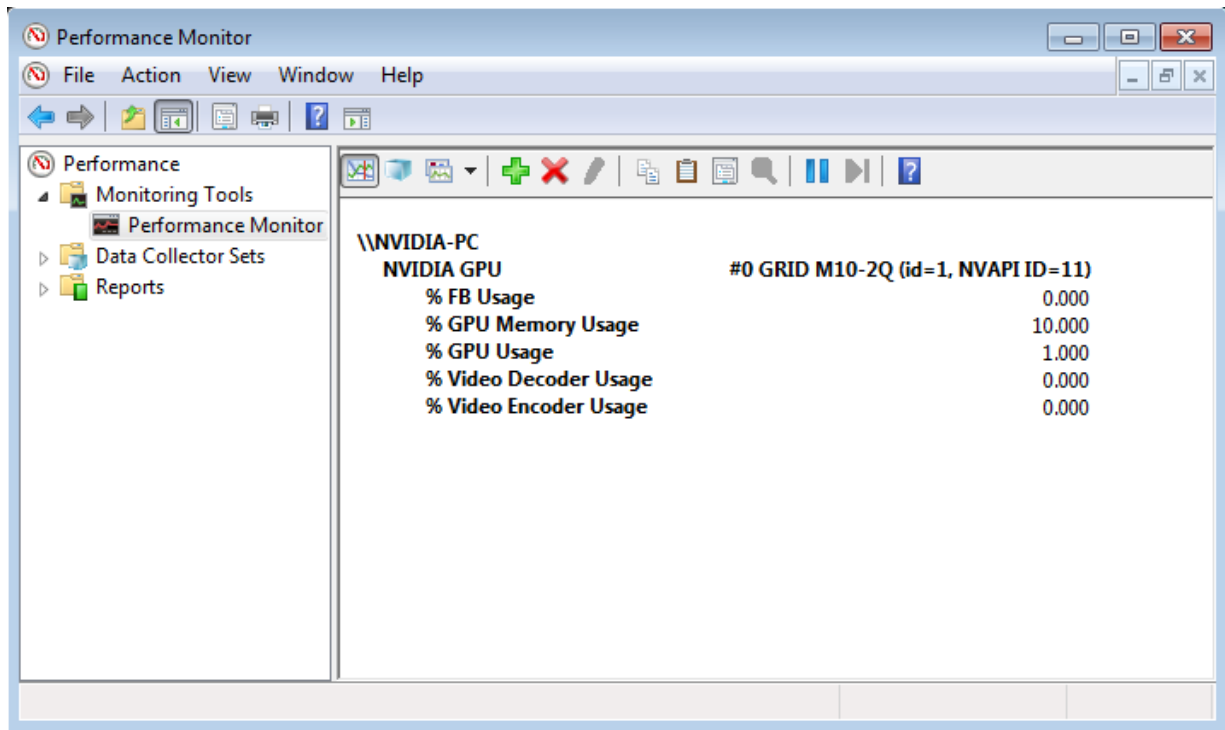 Performance Monitor
File Action View Window Help
Performance
Monitoring Tools
Performance Monitor
Data Collector Sets
Reports
\\NVIDIA-PC
NVIDIA GPU #0 GRID M10-2Q (id=1, NVAPI ID=11)
% FB Usage 0.000
% GPU Memory Usage 10.000
% GPU Usage 1.000
% Video Decoder Usage 0.000
% Video Encoder Usage 0.000